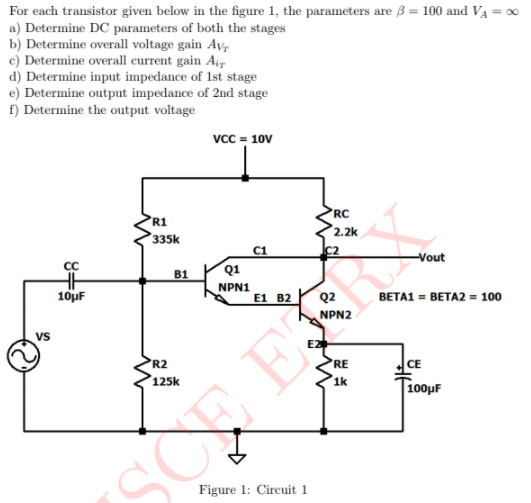 For each transistor given below in the figure 1, the parameters are β = 100 and V_A = ∞
a) Determine DC parameters of both the stages
b) Determine overall voltage gain A_{V_T}
c) Determine overall current gain A_{i_T}
d) Determine input impedance of 1st stage
e) Determine output impedance of 2nd stage
f) Determine the output voltage
VCC = 10V
R1
335k
RC
2.2k
C1
C2
Vout
CC
10µF
B1
Q1
NPN1
E1 B2
Q2
NPN2
BETA1 = BETA2 = 100
VS
E2
R2
125k
RE
1k
CE
100µF
SCE ETRX
Figure 1: Circuit 1